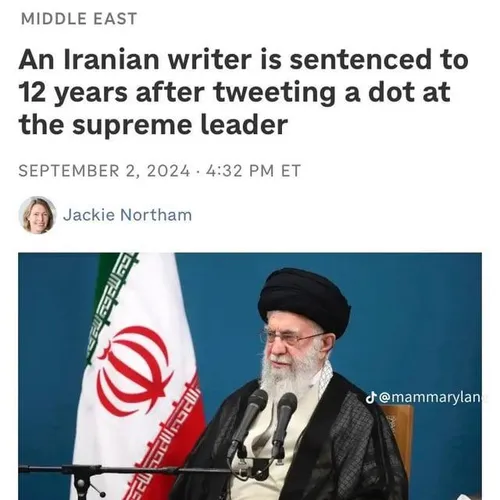 MIDDLE EAST
An Iranian writer is sentenced to
12 years after tweeting a dot at
the supreme leader
SEPTEMBER 2, 2024 · 4:32 PM ET
Jackie Northam
@mammarylan